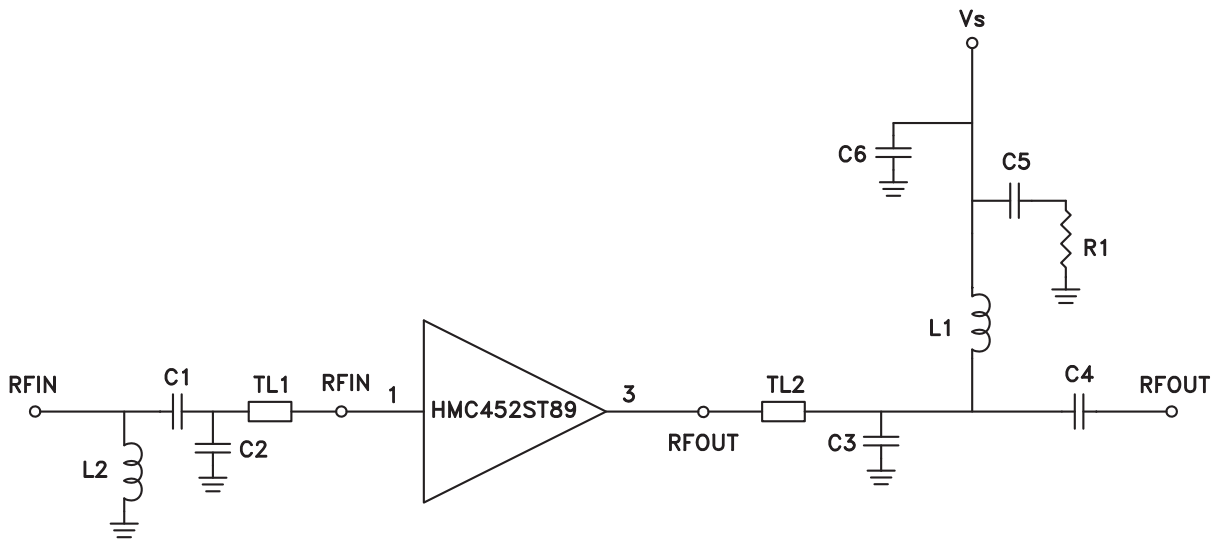 Vs
C6
C5
R1
L1
RFIN
C1
TL1
RFIN
1
HMC452ST89
3
RFOUT
TL2
C4
RFOUT
L2
C2
C3